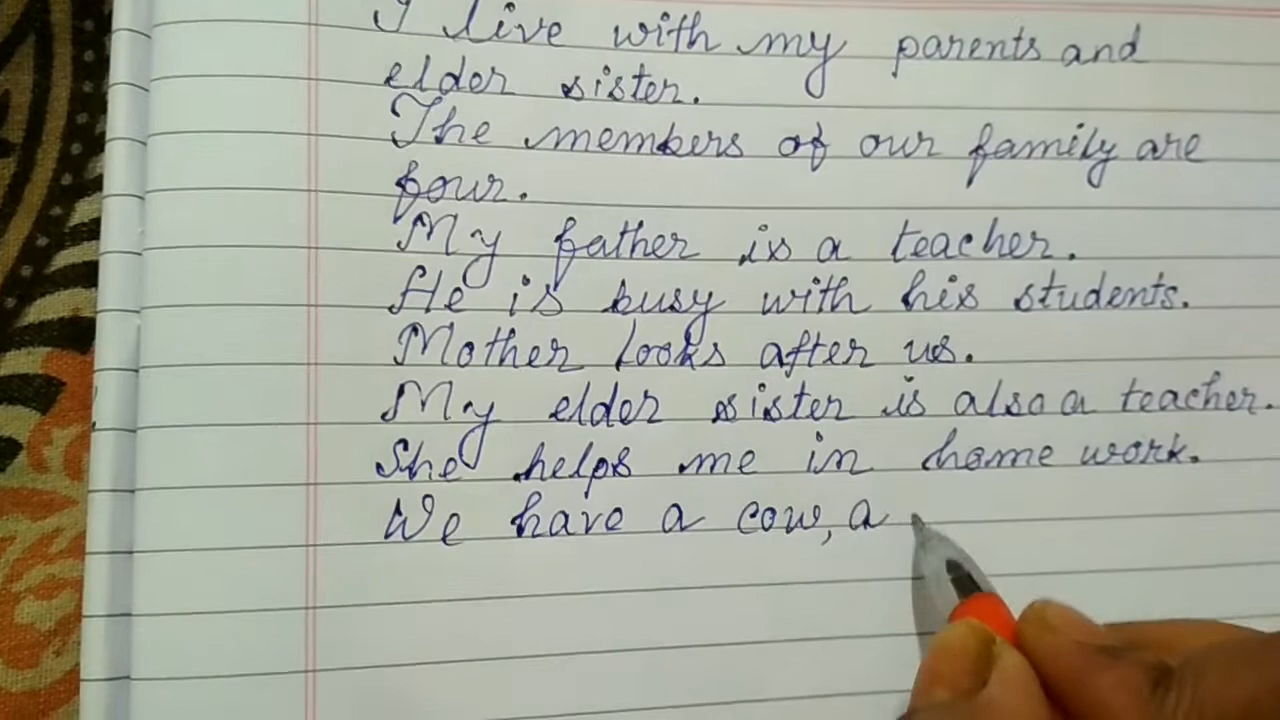 I live with my parents and
elder sister.
The members of our family are
four.
My father is a teacher.
He is busy with his students.
Mother looks after us.
My elder sister is also a teacher.
She helps me in home work.
We have a cow, a